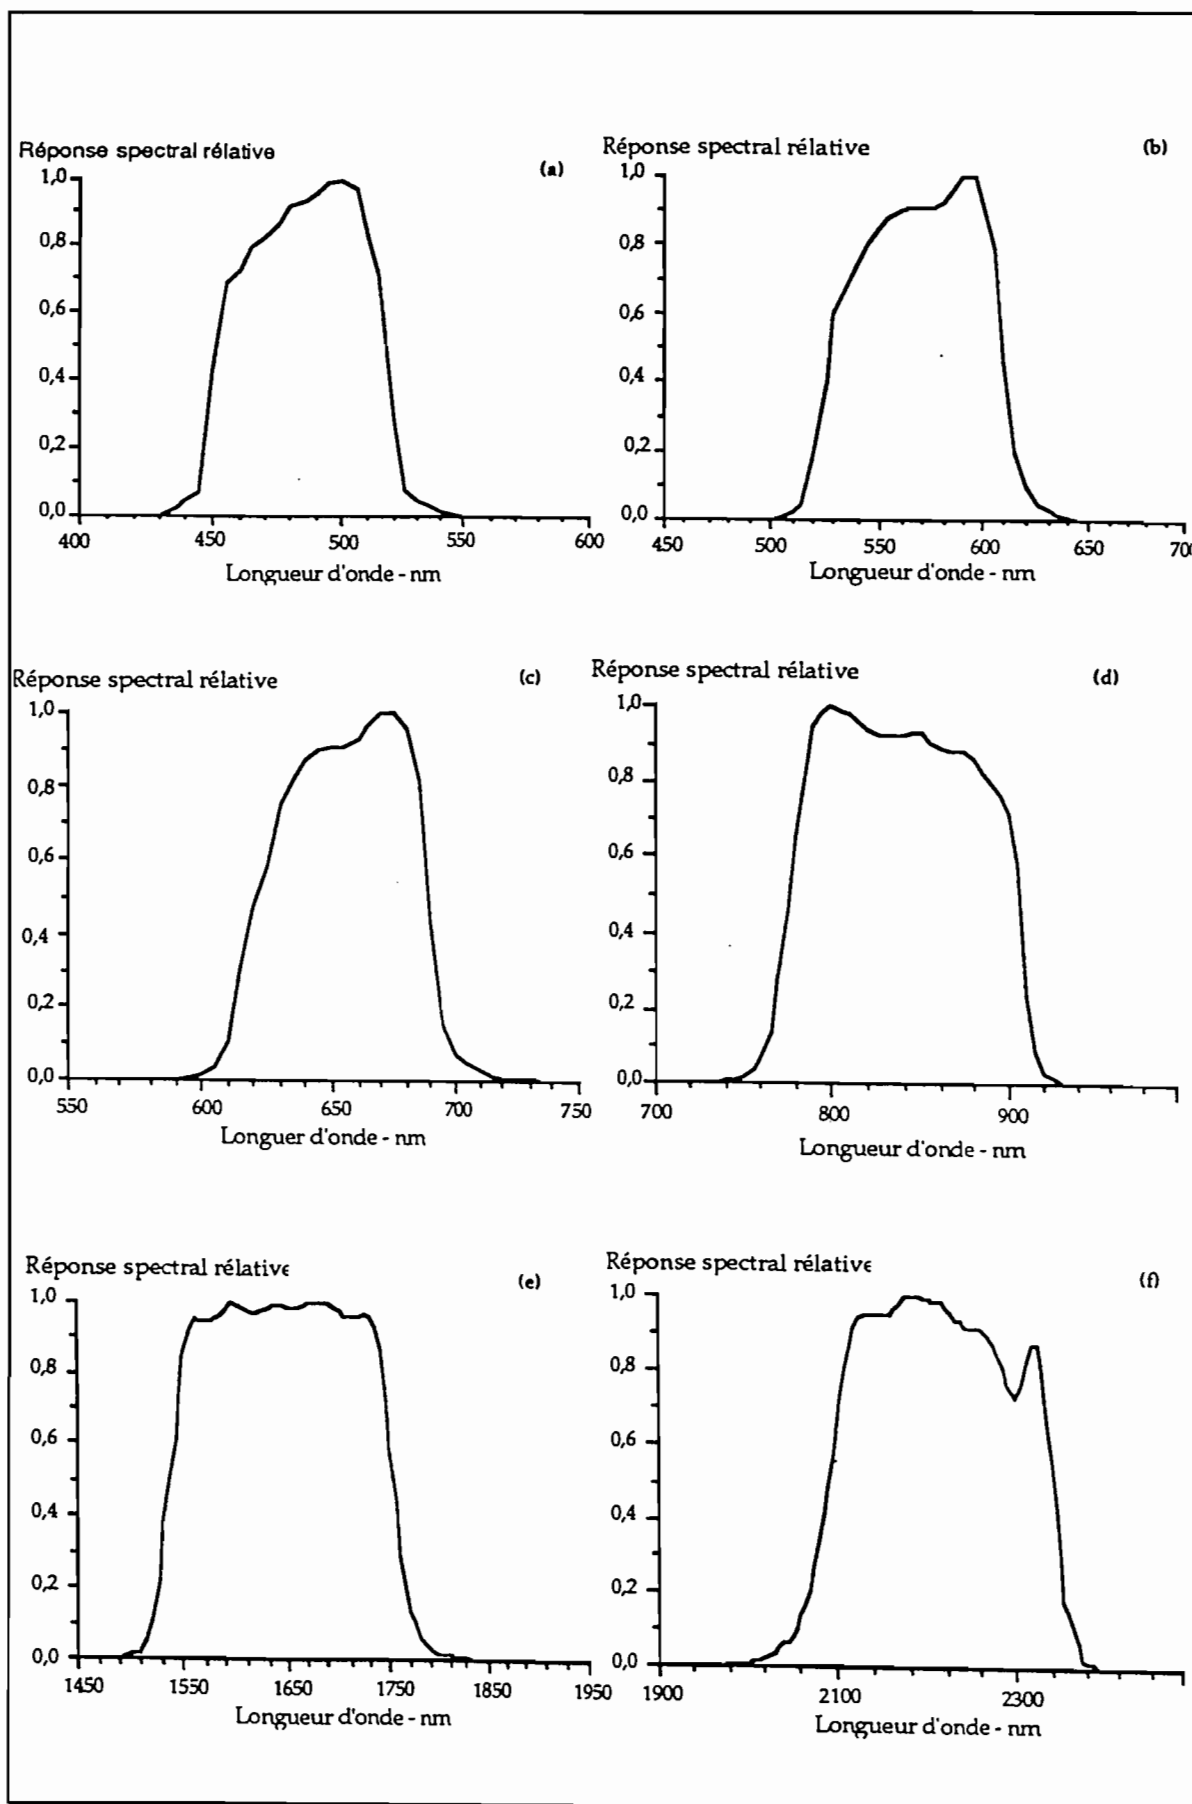 Réponse spectral rélative
(a)
1,0
0,8
0,6
0,4
0,2
0,0
400 450 500 550 600
Longueur d'onde - nm
Réponse spectral rélative
(b)
1,0
0,8
0,6
0,4
0,2
0,0
450 500 550 600 650 700
Longueur d'onde - nm
Réponse spectral rélative
(c)
1,0
0,8
0,6
0,4
0,2
0,0
550 600 650 700 750
Longuer d'onde - nm
Réponse spectral rélative
(d)
1,0
0,8
0,6
0,4
0,2
0,0
700 800 900
Longueur d'onde - nm
Réponse spectral rélative
(e)
1,0
0,8
0,6
0,4
0,2
0,0
1450 1550 1650 1750 1850 1950
Longueur d'onde - nm
Réponse spectral rélative
(f)
1,0
0,8
0,6
0,4
0,2
0,0
1900 2100 2300
Longueur d'onde - nm